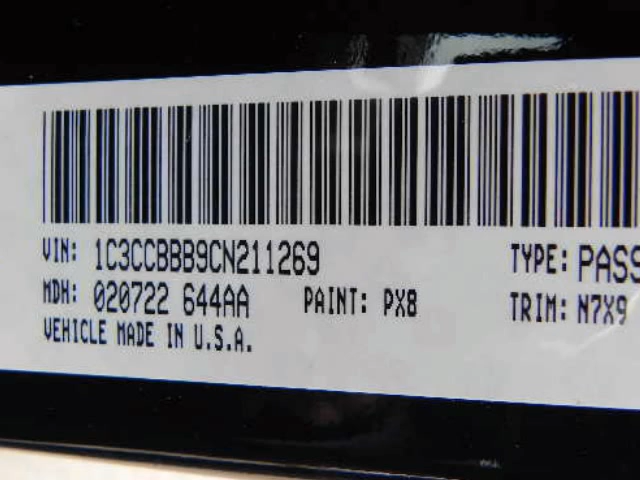 VIN: 1C3CCBBB9CN211269 TYPE: PASS
MDH: 020722 644AA PAINT: PX8 TRIM: N7X9
VEHICLE MADE IN U.S.A.